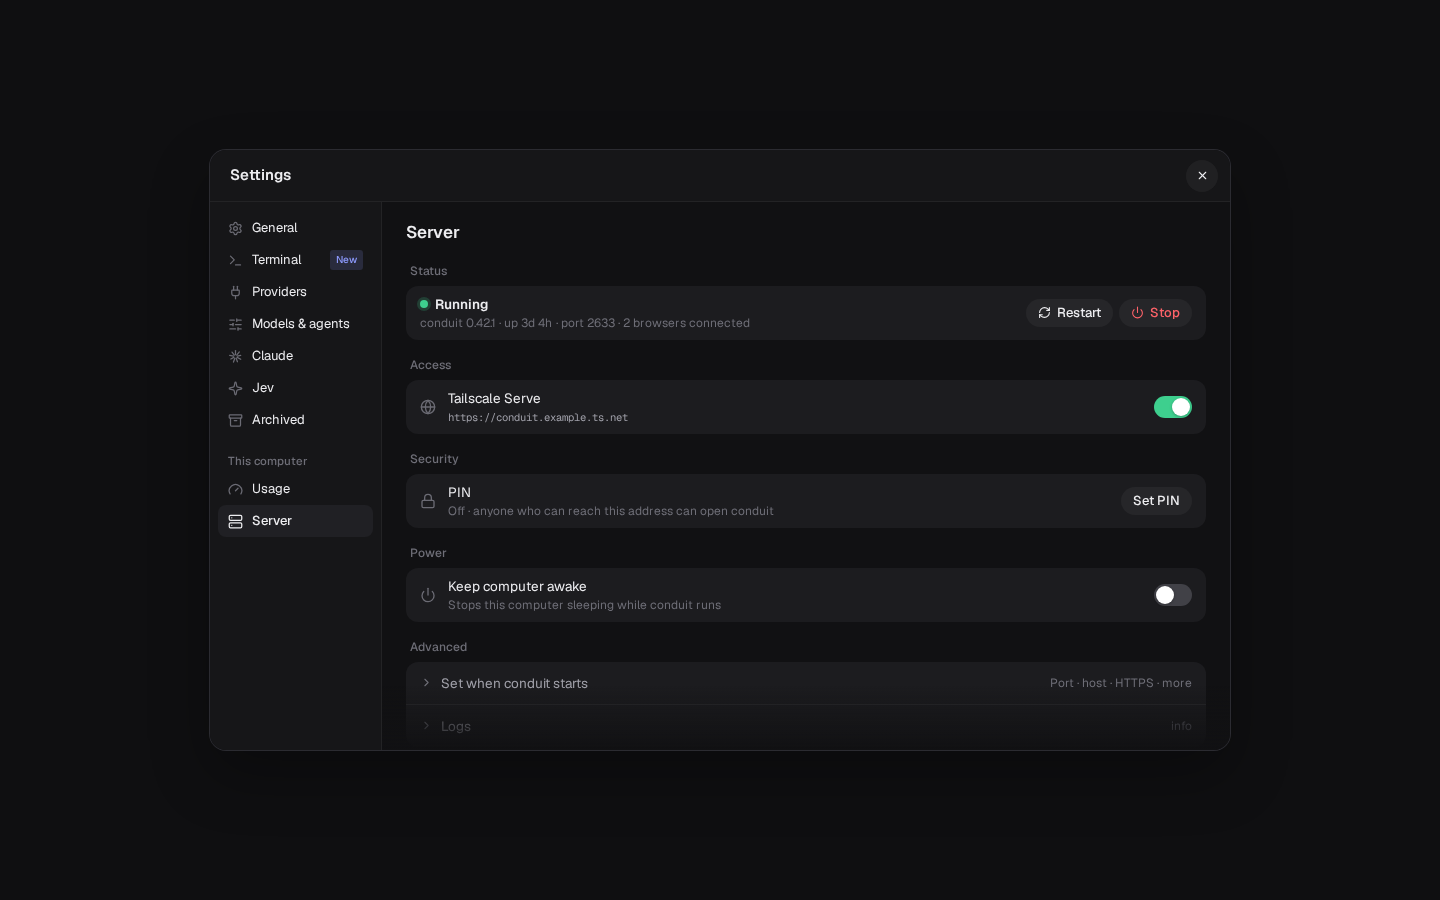 Settings
General
Terminal New
Providers
Models & agents
Claude
Jev
Archived
This computer
Usage
Server
Server
Status
Running
conduit 0.42.1 · up 3d 4h · port 2633 · 2 browsers connected
Restart
Stop
Access
Tailscale Serve
https://conduit.example.ts.net
Security
PIN
Off · anyone who can reach this address can open conduit
Set PIN
Power
Keep computer awake
Stops this computer sleeping while conduit runs
Advanced
Set when conduit starts
Port · host · HTTPS · more
Logs
info